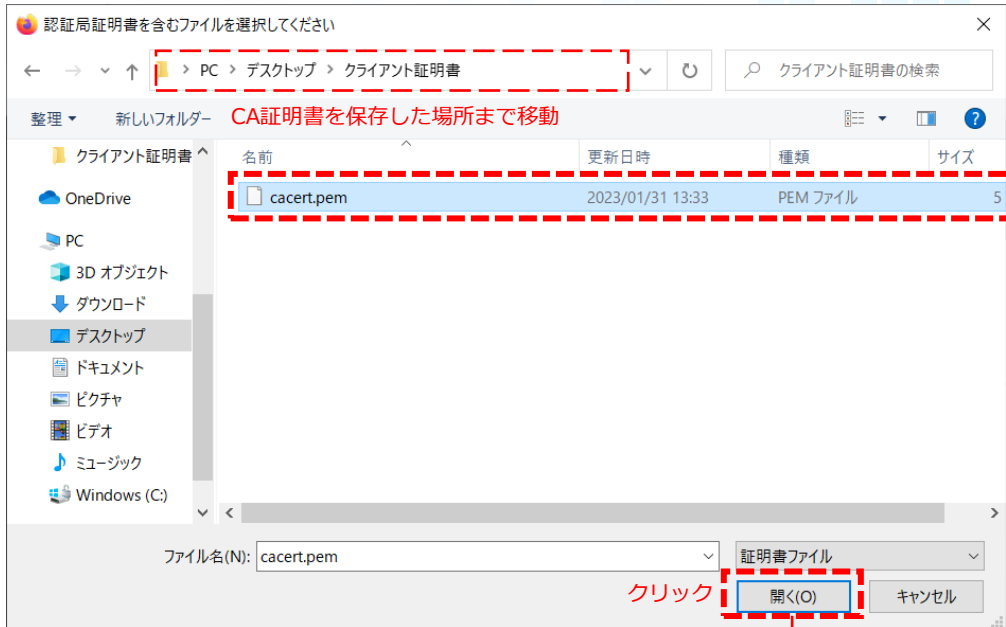 認証局証明書を含むファイルを選択してください
PC > デスクトップ > クライアント証明書
クライアント証明書の検索
整理
新しいフォルダー
CA証明書を保存した場所まで移動
クライアント証明書
名前
更新日時
種類
サイズ
OneDrive
cacert.pem
2023/01/31 13:33
PEM ファイル
5
PC
3D オブジェクト
ダウンロード
デスクトップ
ドキュメント
ピクチャ
ビデオ
ミュージック
Windows (C:)
ファイル名(N):
cacert.pem
証明書ファイル
クリック
開く(O)
キャンセル